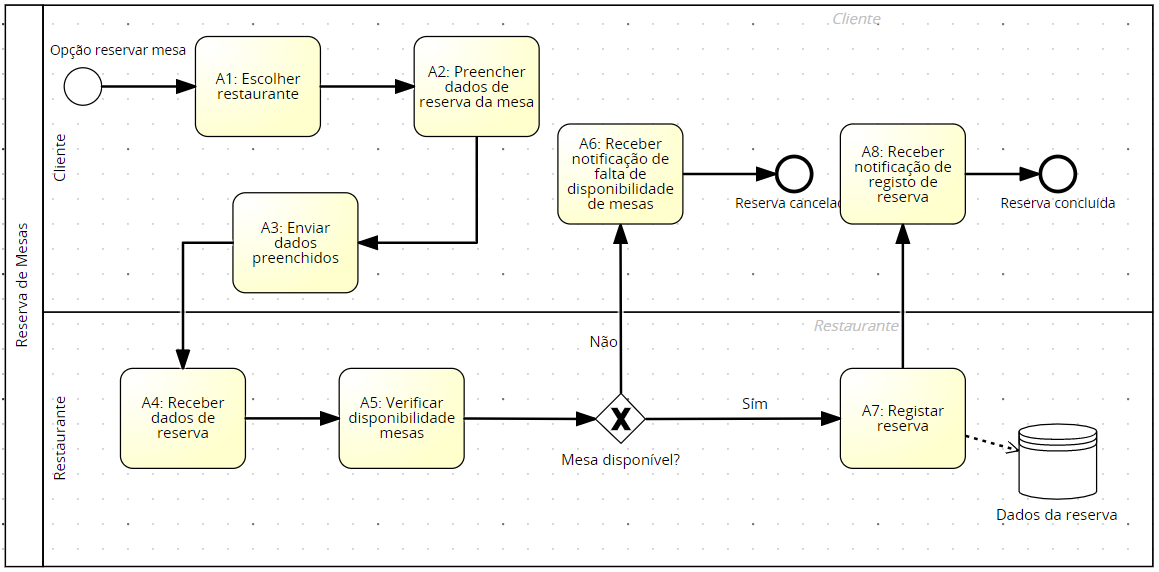 Cliente
Opção reservar mesa
A1: Escolher
restaurante
A2: Preencher
dados de
reserva da mesa
A6: Receber
notificação de
falta de
disponibilidade
de mesas
A8: Receber
notificação de
registo de
reserva
Cliente
Reserva cancelad
Reserva concluída
A3: Enviar
dados
preenchidos
Reserva de Mesas
Restaurante
Não
A4: Receber
dados de
reserva
A5: Verificar
disponibilidade
mesas
X
Sím
A7: Registar
reserva
Restaurante
Mesa disponível?
Dados da reserva